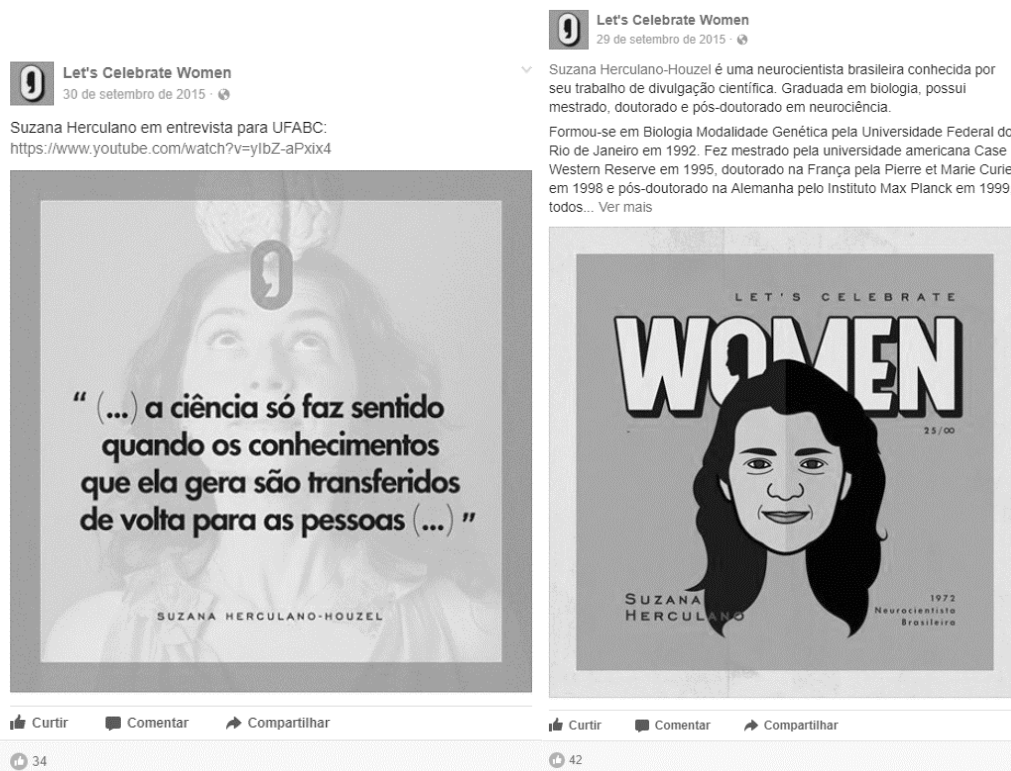 Let's Celebrate Women
30 de setembro de 2015 ·
Suzana Herculano em entrevista para UFABC:
https://www.youtube.com/watch?v=yIbZ-aPxix4
“ (...) a ciência só faz sentido
quando os conhecimentos
que ela gera são transferidos
de volta para as pessoas (...) ”
SUZANA HERCULANO-HOUZEL
Curtir Comentar Compartilhar
34
Let's Celebrate Women
29 de setembro de 2015 ·
Suzana Herculano-Houzel é uma neurocientista brasileira conhecida por
seu trabalho de divulgação científica. Graduada em biologia, possui
mestrado, doutorado e pós-doutorado em neurociência.
Formou-se em Biologia Modalidade Genética pela Universidade Federal do
Rio de Janeiro em 1992. Fez mestrado pela universidade americana Case
Western Reserve em 1995, doutorado na França pela Pierre et Marie Curie
em 1998 e pós-doutorado na Alemanha pelo Instituto Max Planck em 1999
todos... Ver mais
LET'S CELEBRATE
WOMEN
25/00
SUZANA
HERCULANO
1972
Neurocientista
Brasileira
Curtir Comentar Compartilhar
42